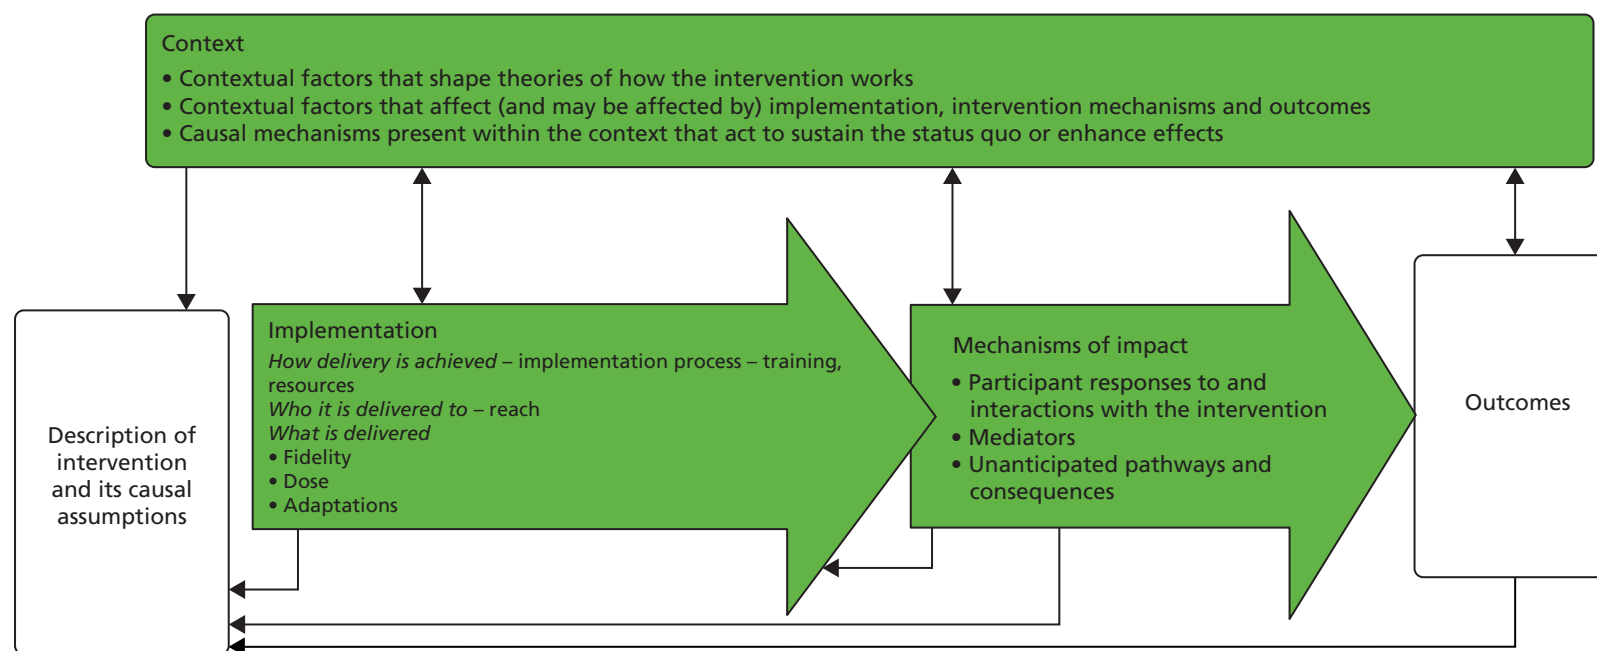 Context
• Contextual factors that shape theories of how the intervention works
• Contextual factors that affect (and may be affected by) implementation, intervention mechanisms and outcomes
• Causal mechanisms present within the context that act to sustain the status quo or enhance effects
Description of
intervention
and its causal
assumptions
Implementation
How delivery is achieved – implementation process – training,
resources
Who it is delivered to – reach
What is delivered
• Fidelity
• Dose
• Adaptations
Mechanisms of impact
• Participant responses to and
interactions with the intervention
• Mediators
• Unanticipated pathways and
consequences
Outcomes